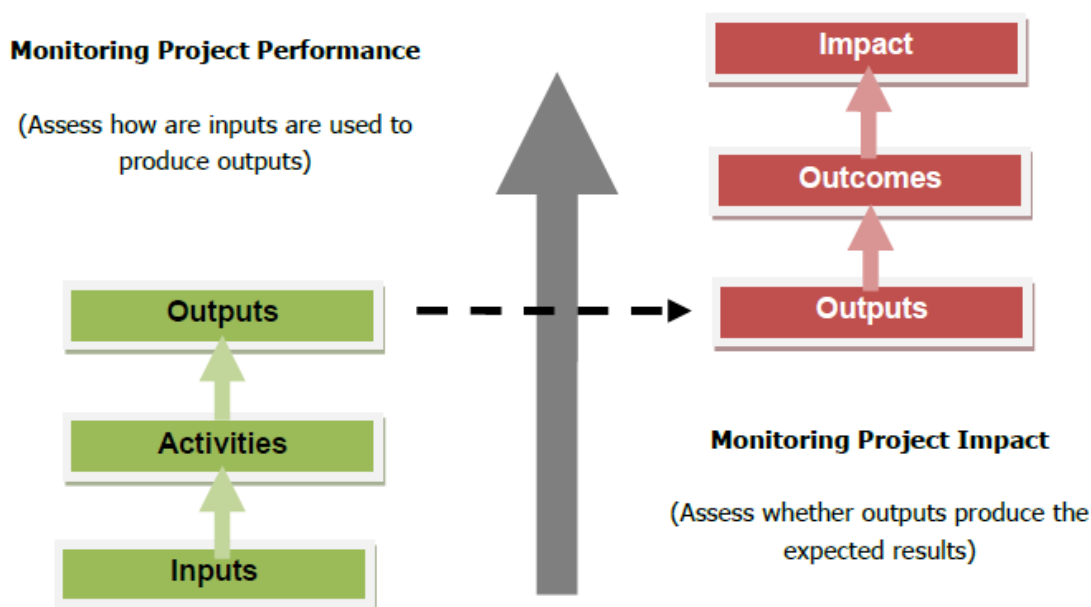 Monitoring Project Performance
(Assess how are inputs are used to
produce outputs)
Outputs
Activities
Inputs
Impact
Outcomes
Outputs
Monitoring Project Impact
(Assess whether outputs produce the
expected results)